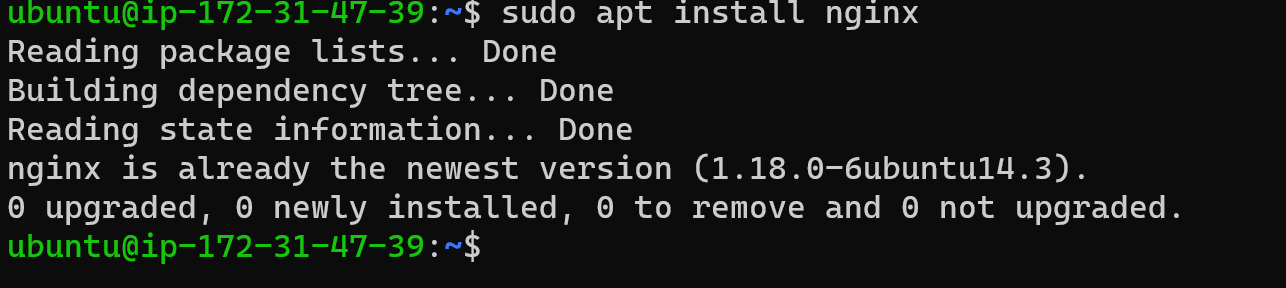 ubuntu@ip-172-31-47-39:~$ sudo apt install nginx
Reading package lists... Done
Building dependency tree... Done
Reading state information... Done
nginx is already the newest version (1.18.0-6ubuntu14.3).
0 upgraded, 0 newly installed, 0 to remove and 0 not upgraded.
ubuntu@ip-172-31-47-39:~$